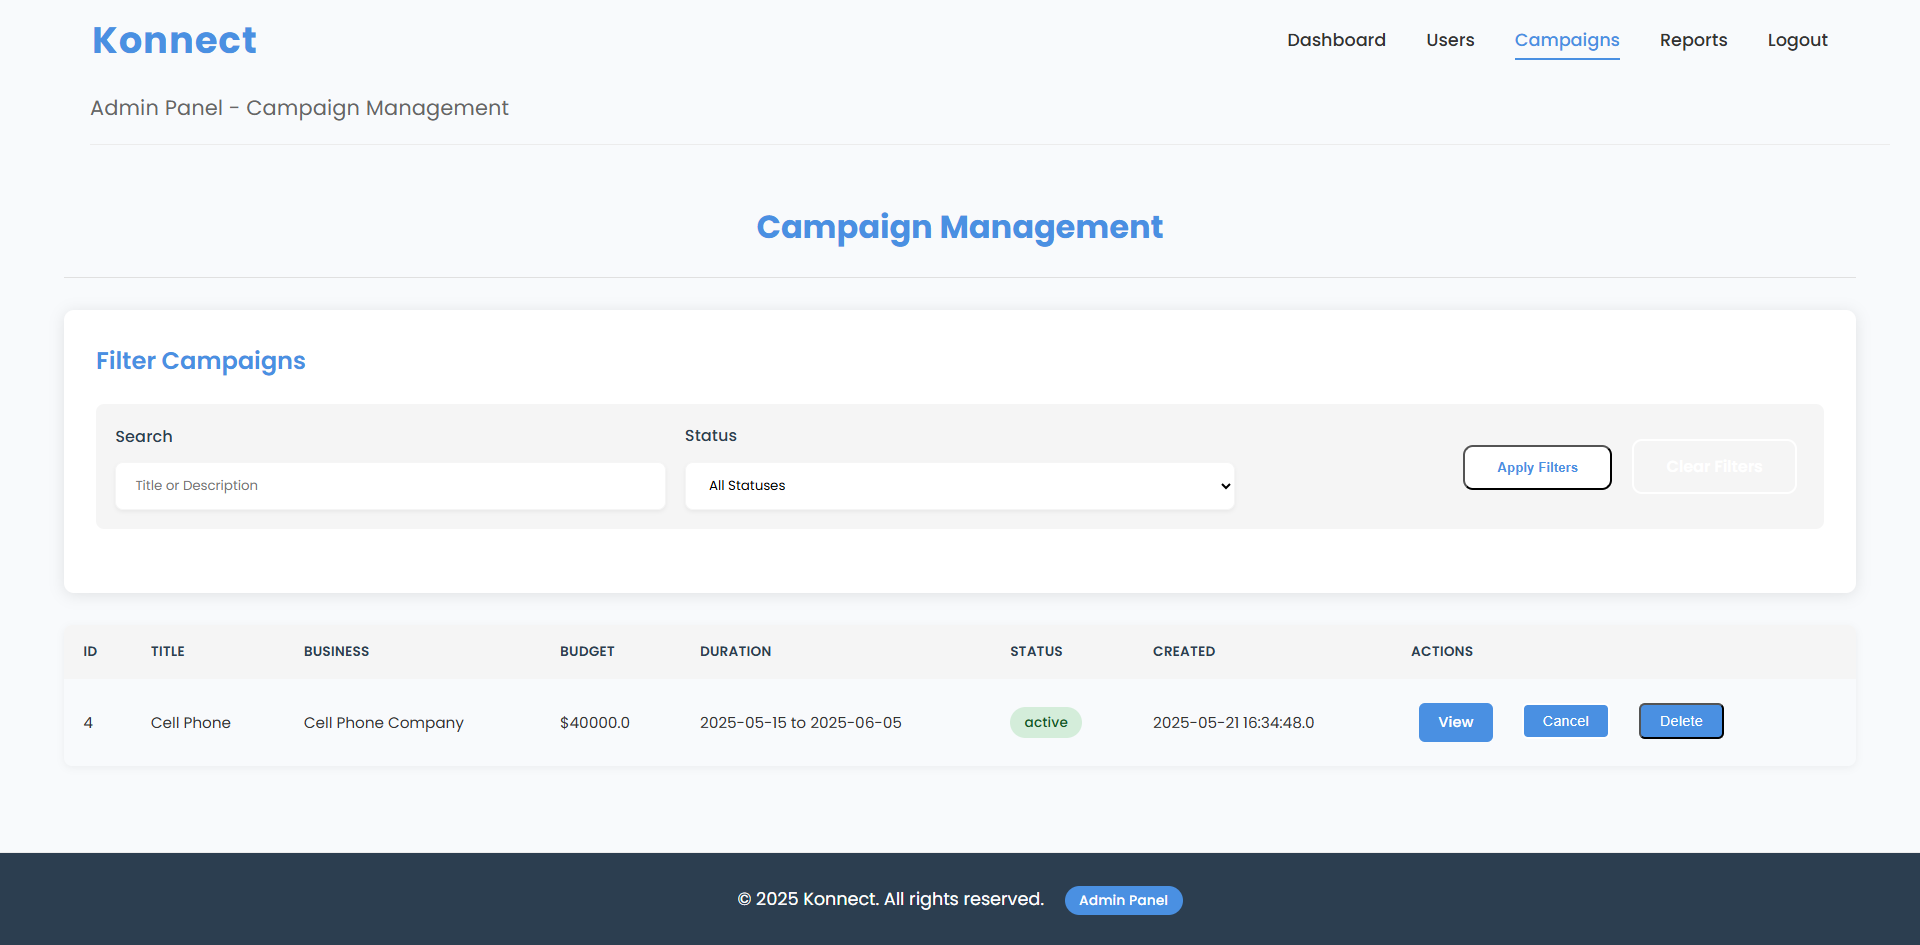 Konnect
Dashboard Users Campaigns Reports Logout
Admin Panel - Campaign Management
Campaign Management
Filter Campaigns
Search Status
Title or Description All Statuses Apply Filters Clear Filters
ID TITLE BUSINESS BUDGET DURATION STATUS CREATED ACTIONS
4 Cell Phone Cell Phone Company $40000.0 2025-05-15 to 2025-06-05 active 2025-05-21 16:34:48.0 View Cancel Delete
© 2025 Konnect. All rights reserved. Admin Panel